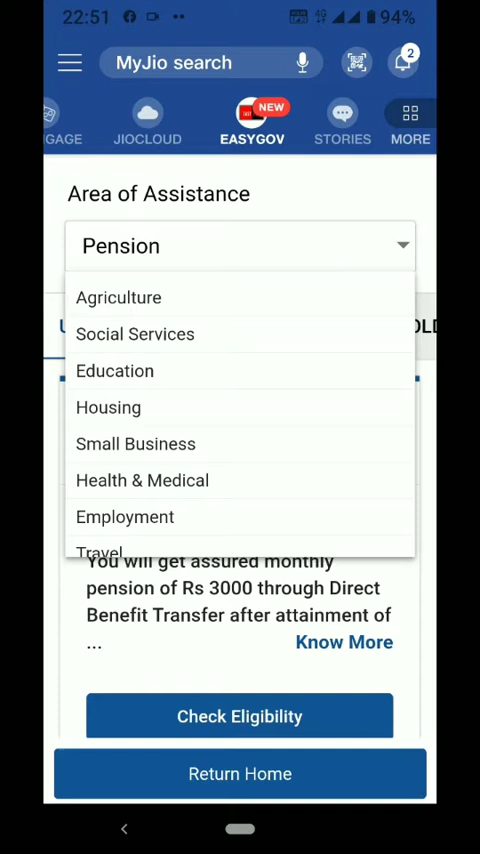 22:51
4G
94%
MyJio search
2
GAGE
JIOCLOUD
NEW
EASYGOV
STORIES
MORE
Area of Assistance
Pension
Agriculture
Social Services
Education
Housing
Small Business
Health & Medical
Employment
Travel
You will get assured monthly
pension of Rs 3000 through Direct
Benefit Transfer after attainment of
...
Know More
Check Eligibility
Return Home